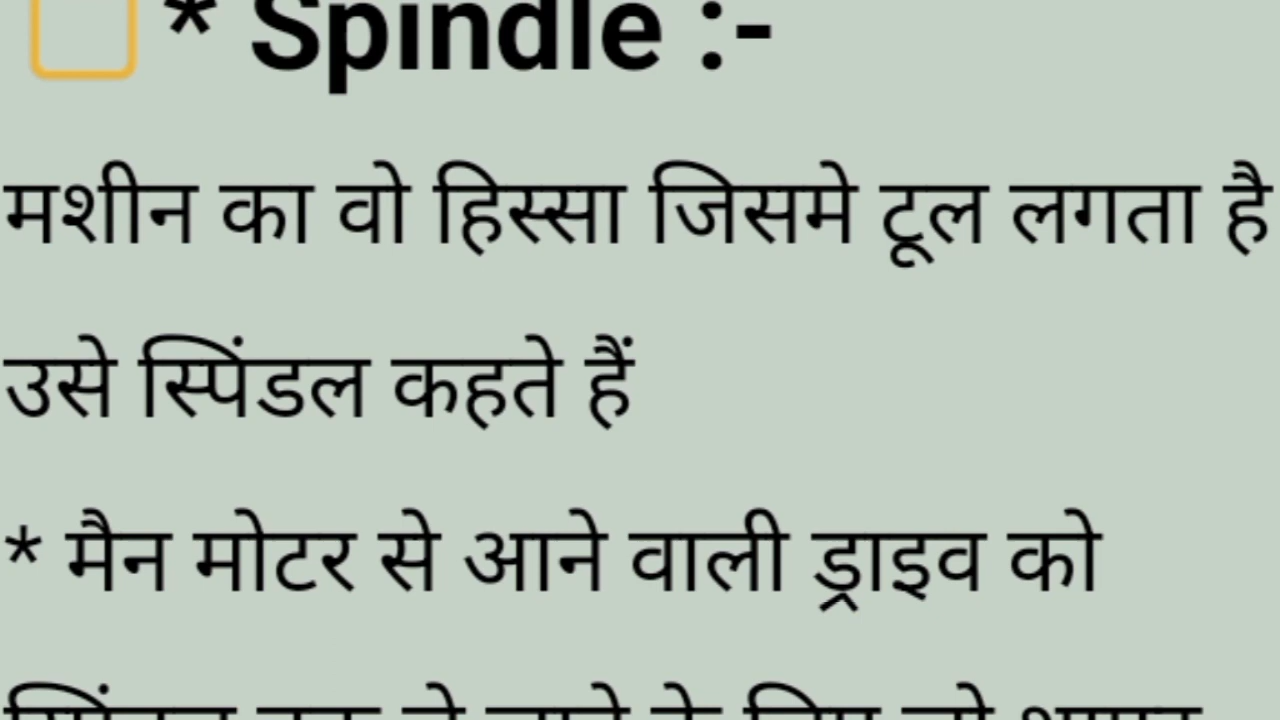 * Spindle :-
मशीन का वो हिस्सा जिसमे टूल लगता है
उसे स्पिंडल कहते हैं
* मैन मोटर से आने वाली ड्राइव को